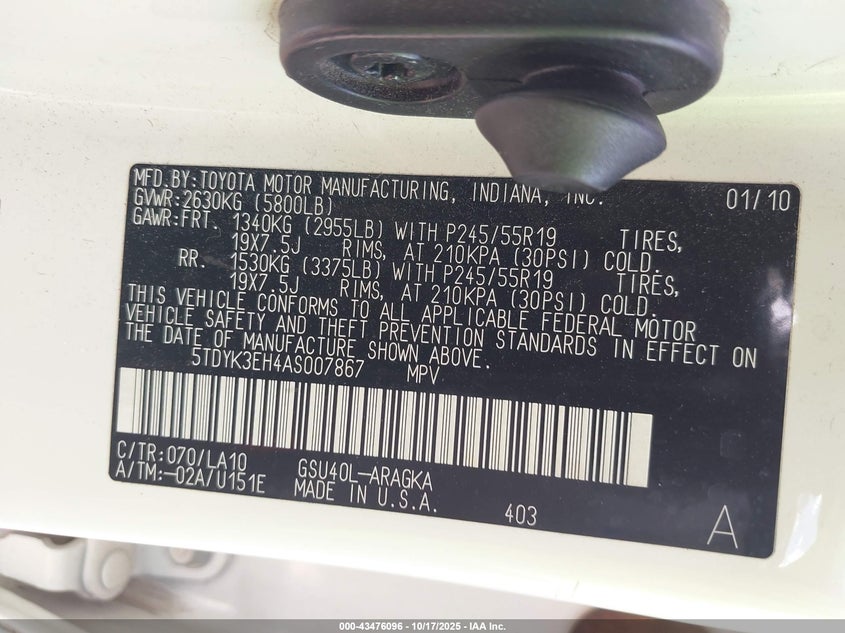 MFD.BY:TOYOTA MOTOR MANUFACTURING, INDIANA, INC. 01/10
GVWR:2630KG (5800LB)
GAWR:FRT. 1340KG (2955LB) WITH P245/55R19 TIRES,
19X7.5J RIMS, AT 210KPA (30PSI) COLD.
RR. 1530KG (3375LB) WITH P245/55R19 TIRES,
19X7.5J RIMS, AT 210KPA (30PSI) COLD.
THIS VEHICLE CONFORMS TO ALL APPLICABLE FEDERAL MOTOR
VEHICLE SAFETY AND THEFT PREVENTION STANDARDS IN EFFECT ON
THE DATE OF MANUFACTURE SHOWN ABOVE.
5TDYK3EH4AS007867 MPV
C/TR:070/LA10 GSU40L-ARAGKA
A/TM:-02A/U151E MADE IN U.S.A. 403 A
000-43476096 - 10/17/2025 - IAA Inc.